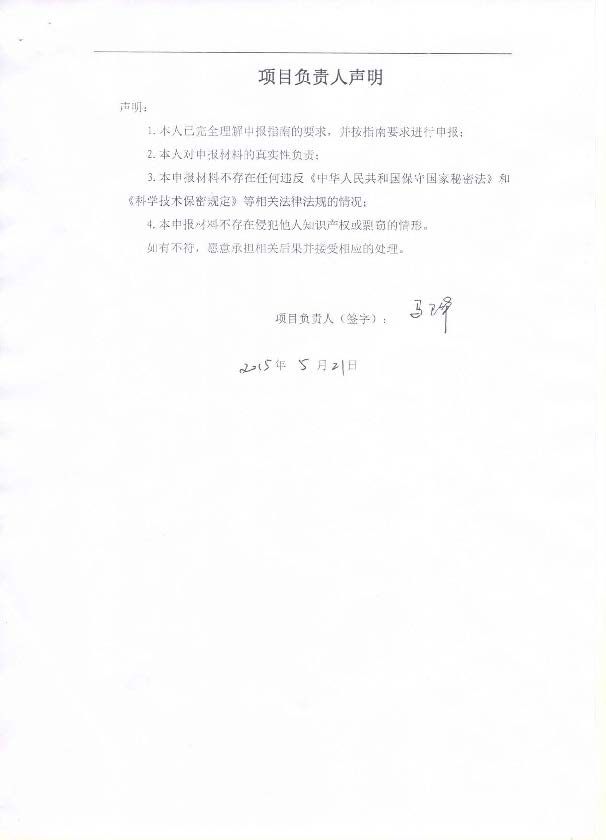 项目负责人声明
声明：
1. 本人已完全理解申报指南的要求，并按指南要求进行申报；
2. 本人对申报材料的真实性负责；
3. 本申报材料不存在任何违反《中华人民共和国保守国家秘密法》和
《科学技术保密规定》等相关法律法规的情况；
4. 本申报材料不存在侵犯他人知识产权或剽窃的情形。
如有不符，愿意承担相关后果并接受相应的处理。
项目负责人（签字）： 马
2015年 5 月21日